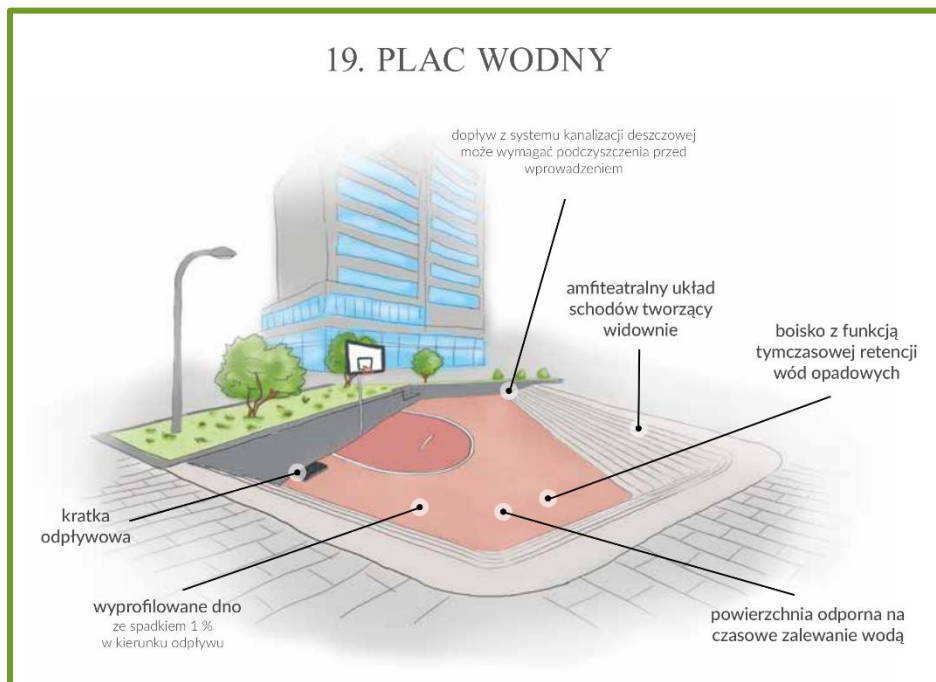 19. PLAC WODNY
dopływ z systemu kanalizacji deszczowej
może wymagać podczyszczenia przed
wprowadzeniem
amfiteatralny układ
schodów tworzący
widownie
boisko z funkcją
tymczasowej retencji
wód opadowych
kratka
odpływowa
wyprofilowane dno
ze spadkiem 1 %
w kierunku odpływu
powierzchnia odporna na
czasowe zalewanie wodą